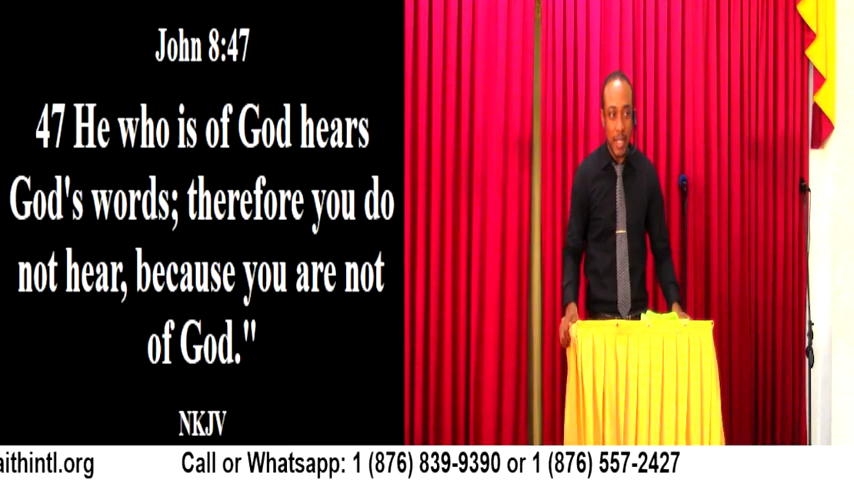 John 8:47
47 He who is of God hears
God's words; therefore you do
not hear, because you are not
of God."
NKJV
aithintl.org Call or Whatsapp: 1 (876) 839-9390 or 1 (876) 557-2427